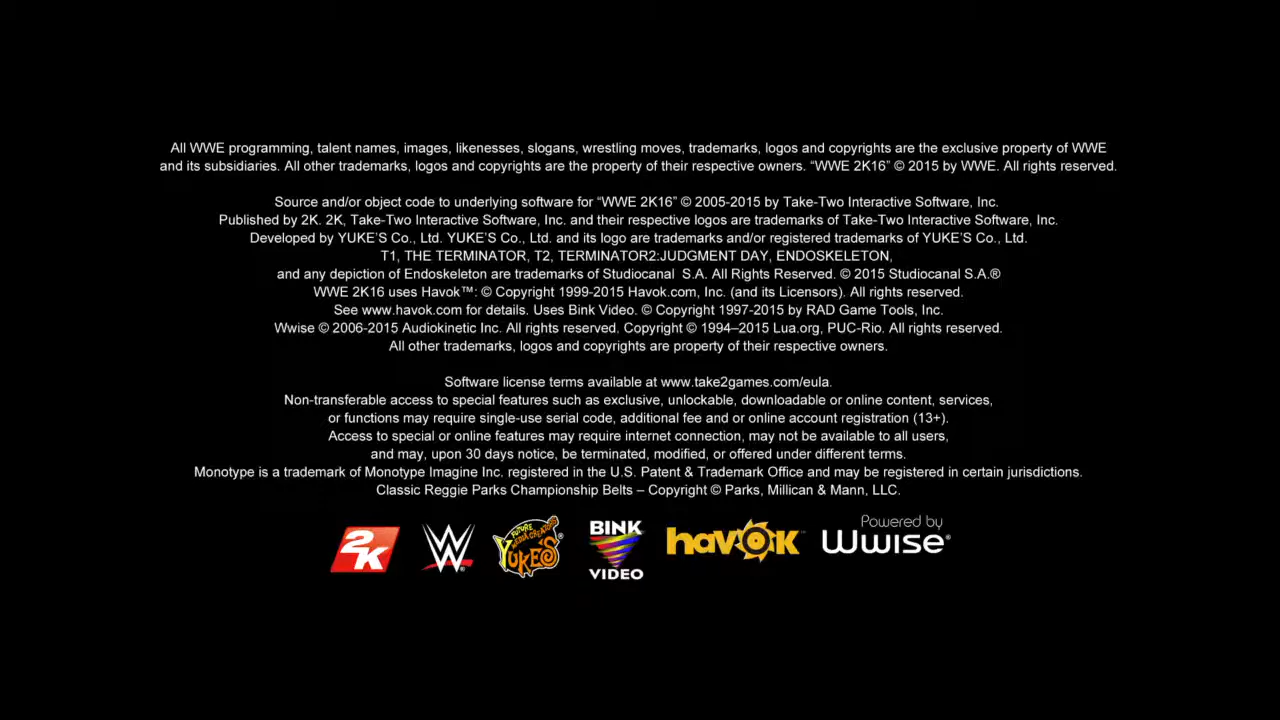 All WWE programming, talent names, images, likenesses, slogans, wrestling moves, trademarks, logos and copyrights are the exclusive property of WWE
and its subsidiaries. All other trademarks, logos and copyrights are the property of their respective owners. “WWE 2K16” © 2015 by WWE. All rights reserved.
Source and/or object code to underlying software for “WWE 2K16” © 2005-2015 by Take-Two Interactive Software, Inc.
Published by 2K. 2K, Take-Two Interactive Software, Inc. and their respective logos are trademarks of Take-Two Interactive Software, Inc.
Developed by YUKE’S Co., Ltd. YUKE’S Co., Ltd. and its logo are trademarks and/or registered trademarks of YUKE’S Co., Ltd.
T1, THE TERMINATOR, T2, TERMINATOR2:JUDGMENT DAY, ENDOSKELETON,
and any depiction of Endoskeleton are trademarks of Studiocanal S.A. All Rights Reserved. © 2015 Studiocanal S.A.®
WWE 2K16 uses Havok™: © Copyright 1999-2015 Havok.com, Inc. (and its Licensors). All rights reserved.
See www.havok.com for details. Uses Bink Video. © Copyright 1997-2015 by RAD Game Tools, Inc.
Wwise © 2006-2015 Audiokinetic Inc. All rights reserved. Copyright © 1994–2015 Lua.org, PUC-Rio. All rights reserved.
All other trademarks, logos and copyrights are property of their respective owners.
Software license terms available at www.take2games.com/eula.
Non-transferable access to special features such as exclusive, unlockable, downloadable or online content, services,
or functions may require single-use serial code, additional fee and or online account registration (13+).
Access to special or online features may require internet connection, may not be available to all users,
and may, upon 30 days notice, be terminated, modified, or offered under different terms.
Monotype is a trademark of Monotype Imagine Inc. registered in the U.S. Patent & Trademark Office and may be registered in certain jurisdictions.
Classic Reggie Parks Championship Belts – Copyright © Parks, Millican & Mann, LLC.
2K
W ®
FUTURE MEDIA CREATORS
YUKE'S ®
BINK
VIDEO
havok ™
Powered by
Wwise®